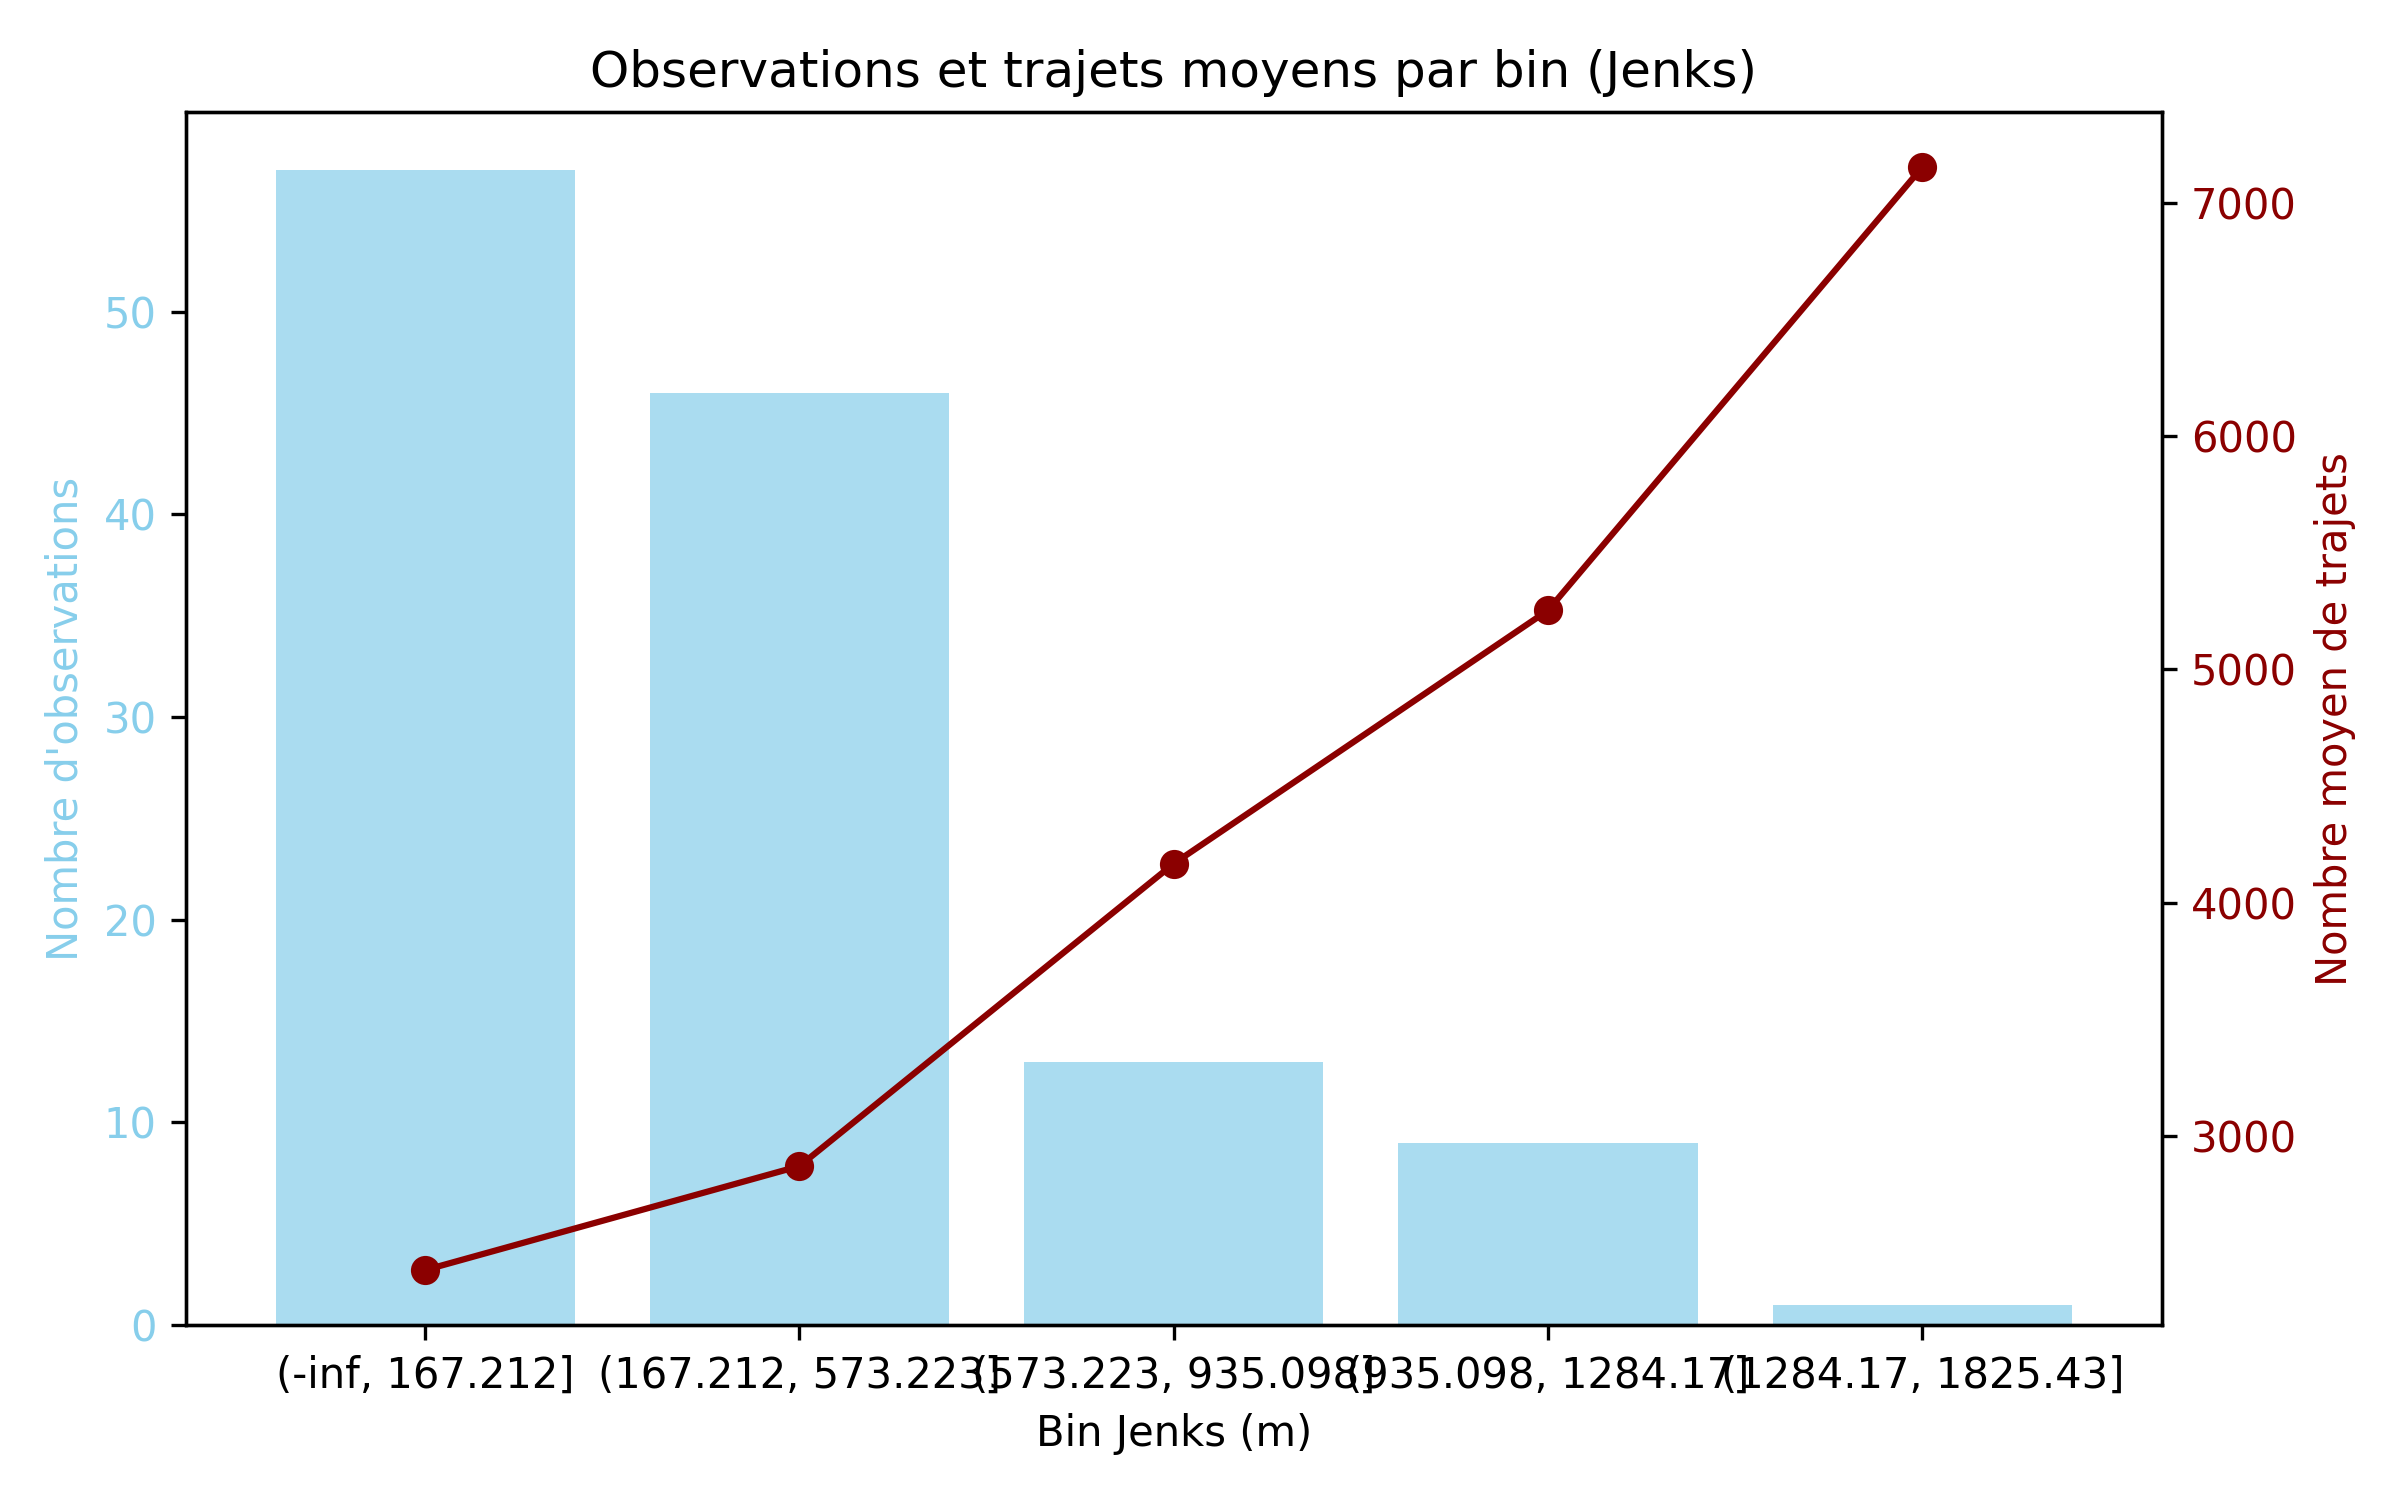 Observations et trajets moyens par bin (Jenks)
Nombre d'observations
50
40
30
20
10
0
7000
6000
5000
4000
3000
Nombre moyen de trajets
(-inf, 167.212] (167.212, 573.223] (573.223, 935.098] (935.098, 1284.17] (1284.17, 1825.43]
Bin Jenks (m)